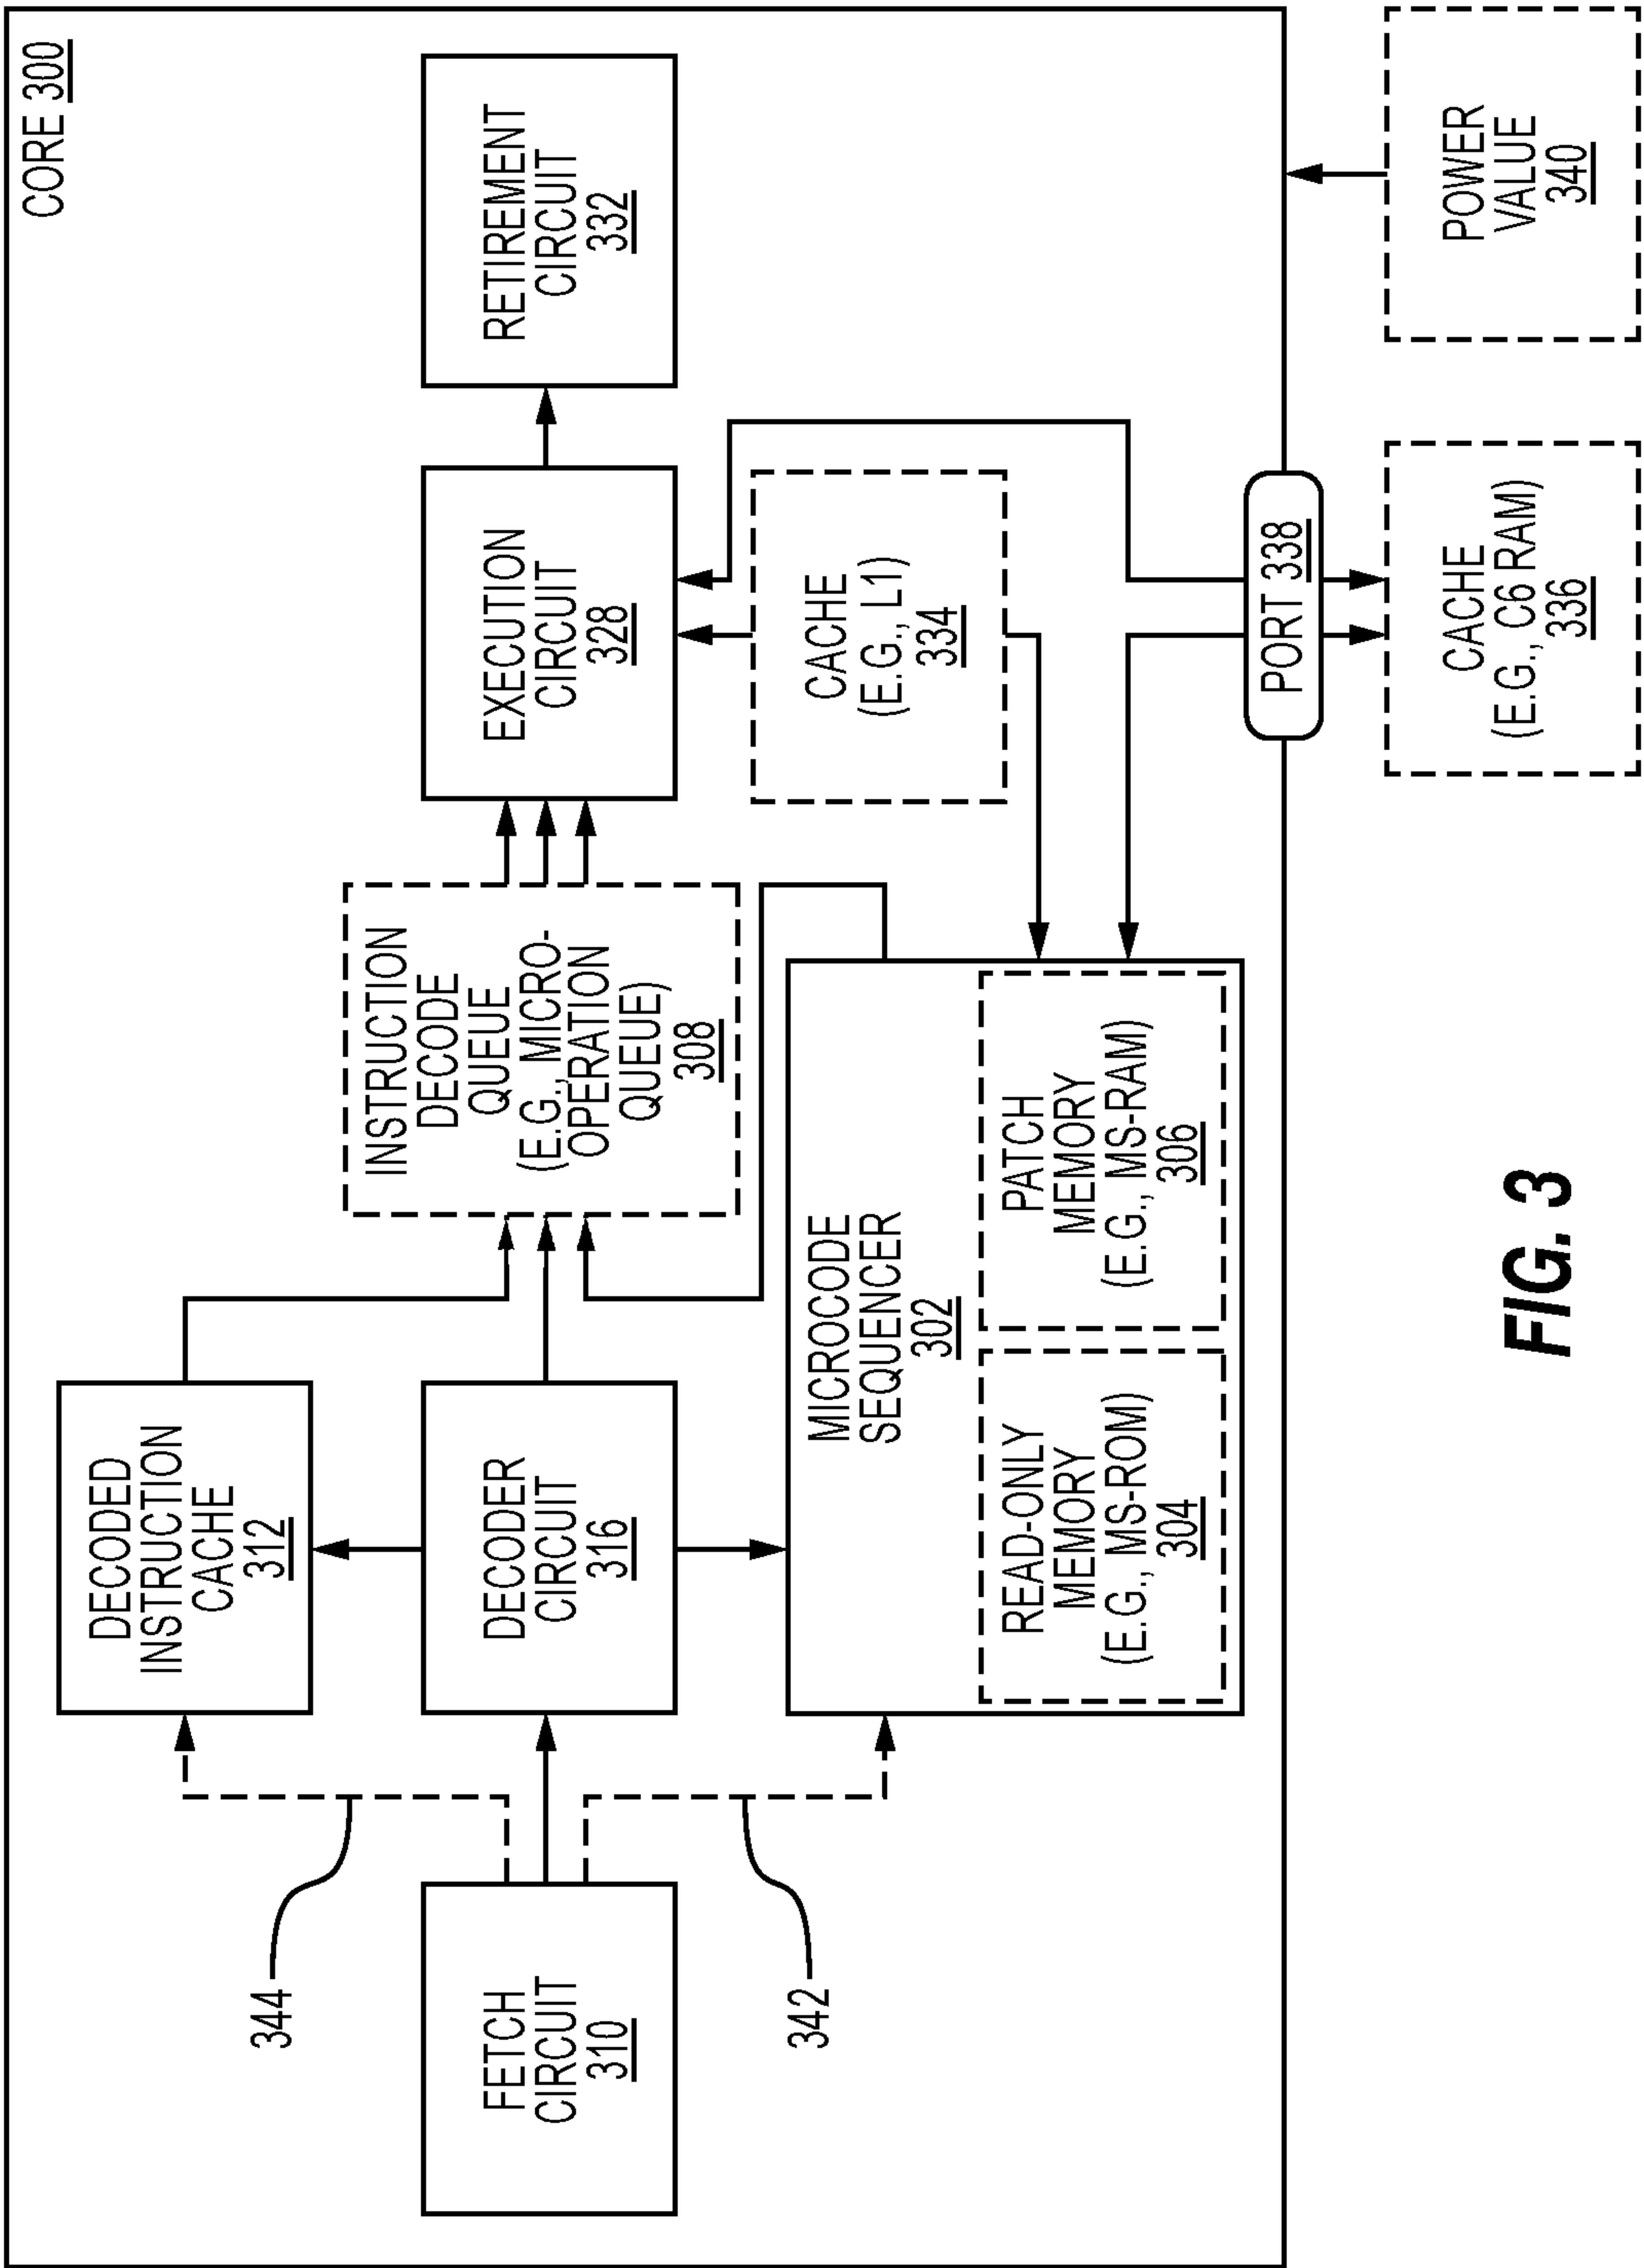 CORE 300
DECODED
INSTRUCTION
CACHE
312
344
FETCH
CIRCUIT
310
DECODER
CIRCUIT
316
INSTRUCTION
DECODE
QUEUE
(E.G., MICRO-
OPERATION
QUEUE)
308
EXECUTION
CIRCUIT
328
RETIREMENT
CIRCUIT
332
342
MICROCODE
SEQUENCER
302
READ-ONLY
MEMORY
(E.G., MS-ROM)
304
PATCH
MEMORY
(E.G., MS-RAM)
306
CACHE
(E.G., L1)
334
PORT 338
CACHE
(E.G., C6 RAM)
336
POWER
VALUE
340
FIG. 3